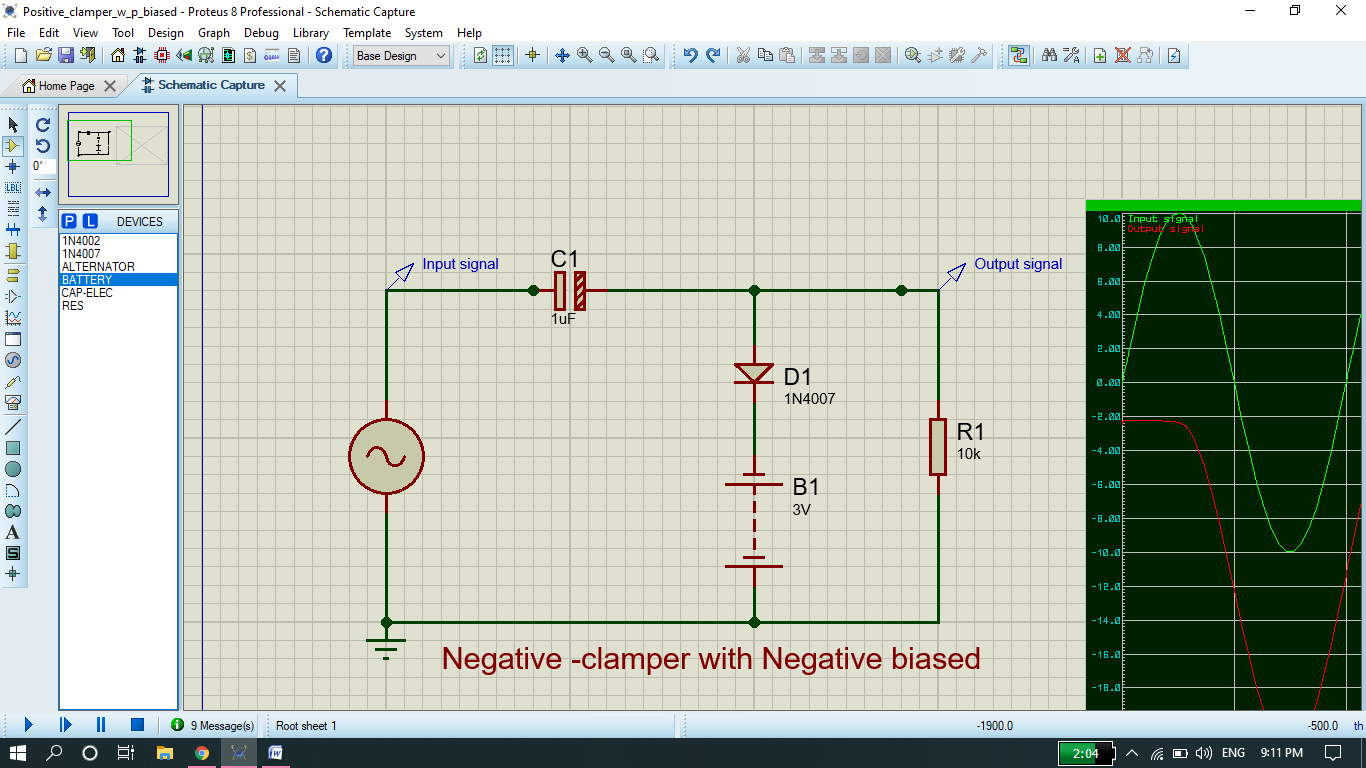 Positive_clamper_w_p_biased - Proteus 8 Professional - Schematic Capture
File Edit View Tool Design Graph Debug Library Template System Help
Base Design
Home Page
Schematic Capture
0°
P L DEVICES
1N4002
1N4007
ALTERNATOR
BATTERY
CAP-ELEC
RES
LBL
A
S
Input signal
C1
1uF
Output signal
D1
1N4007
R1
10k
B1
3V
Negative -clamper with Negative biased
Input signal
Output signal
10.0
8.00
6.00
4.00
2.00
0.00
-2.00
-4.00
-6.00
-8.00
-10.0
-12.0
-14.0
-16.0
-18.0
9 Message(s)
Root sheet 1
-1900.0
-500.0
th
2:04
ENG
9:11 PM